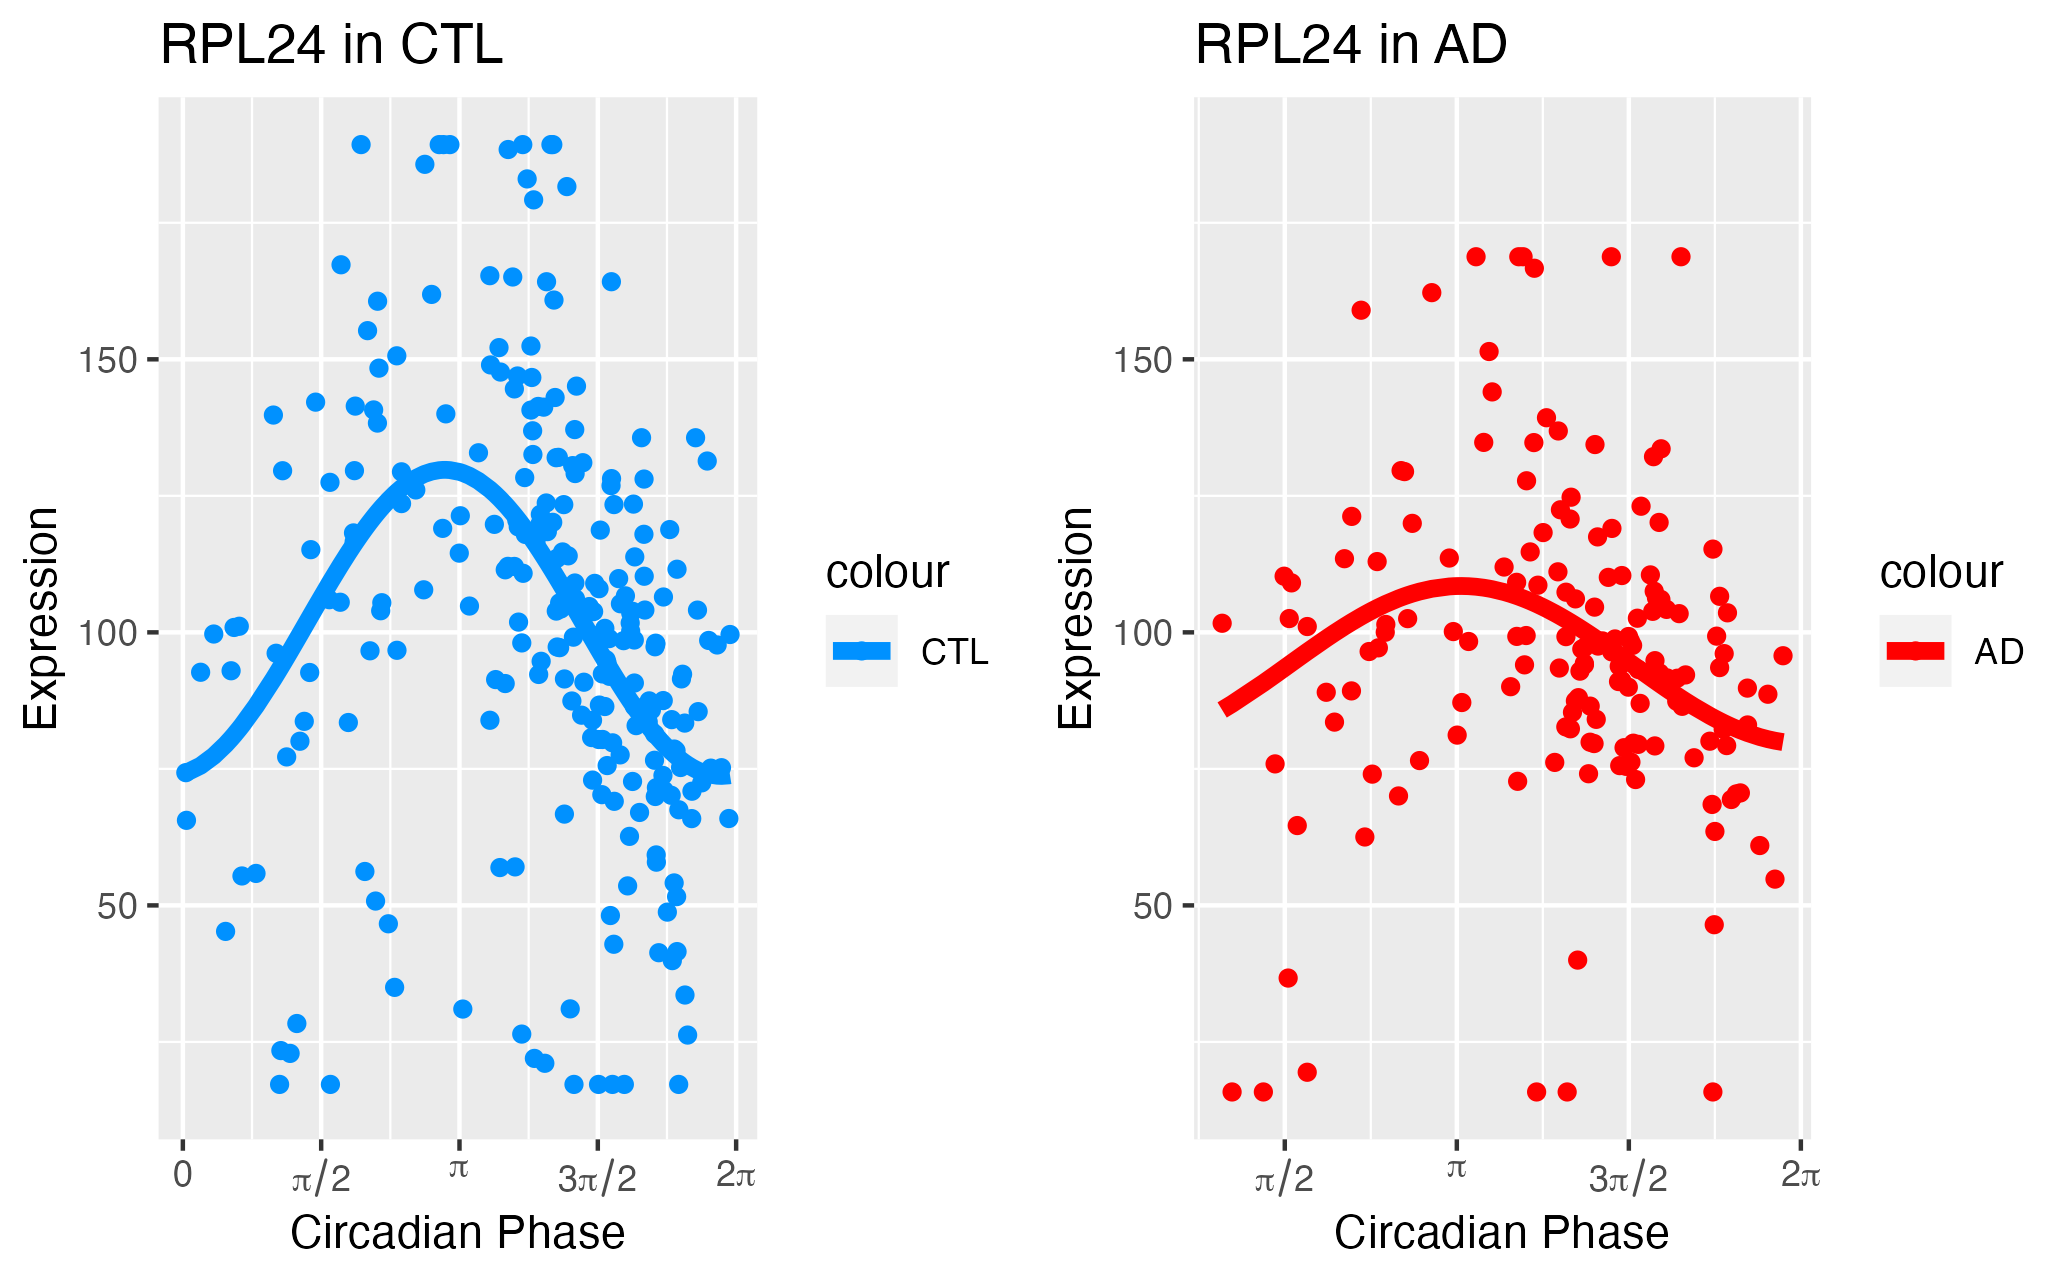 RPL24 in CTL
150
100
50
Expression
0
π/2
π
3π/2
2π
Circadian Phase
colour
CTL
RPL24 in AD
150
100
50
Expression
π/2
π
3π/2
2π
Circadian Phase
colour
AD